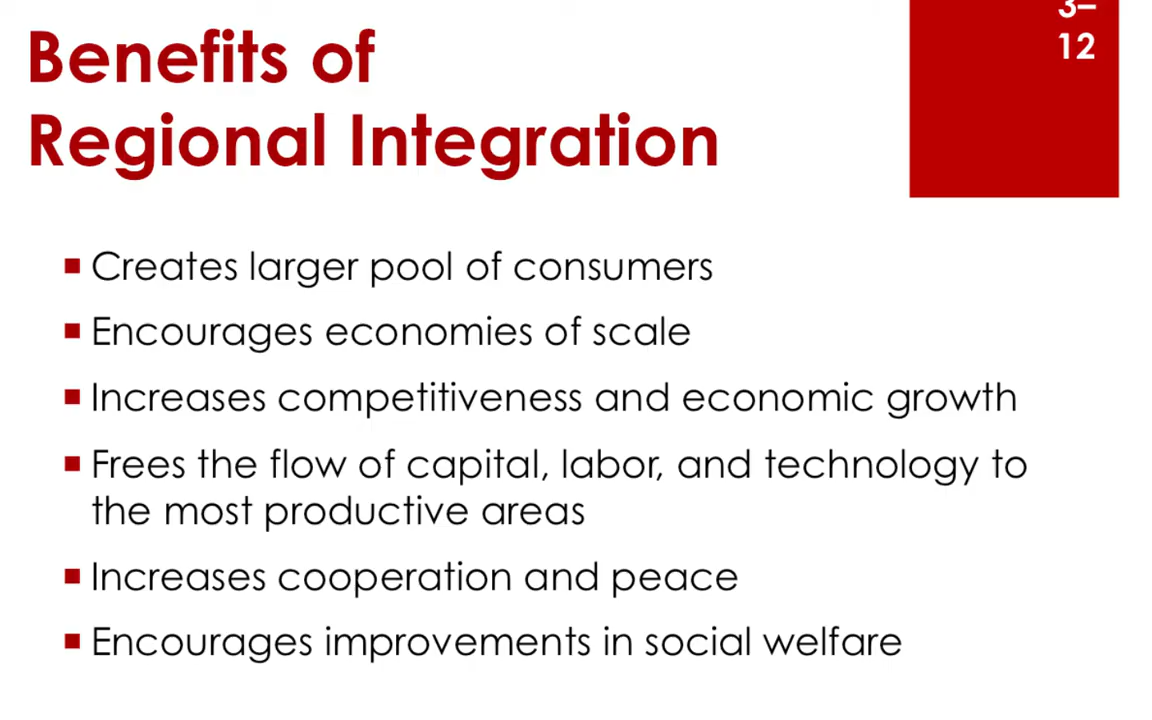 3–
12
Benefits of
Regional Integration
▪ Creates larger pool of consumers
▪ Encourages economies of scale
▪ Increases competitiveness and economic growth
▪ Frees the flow of capital, labor, and technology to
the most productive areas
▪ Increases cooperation and peace
▪ Encourages improvements in social welfare